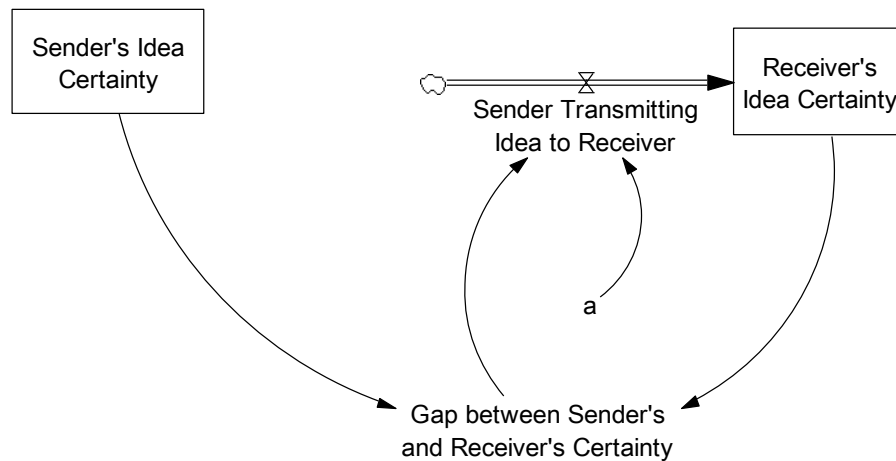 Sender's Idea
Certainty
Receiver's
Idea Certainty
Sender Transmitting
Idea to Receiver
a
Gap between Sender's
and Receiver's Certainty